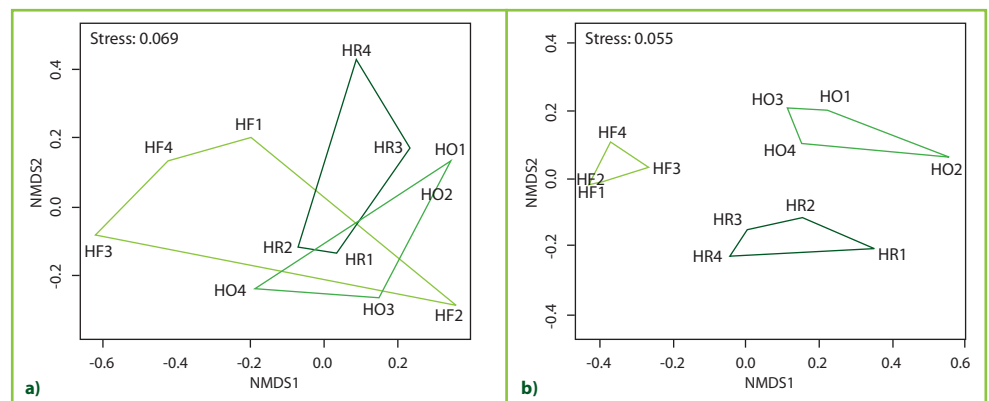 Stress: 0.069
HR4
HF1
HF4
HR3
HO1
HO2
HF3
HR2
HR1
HO4
HO3
HF2
0.4
0.2
0.0
-0.2
NMDS2
-0.6
-0.4
-0.2
0.0
0.2
NMDS1
a)
Stress: 0.055
HO3
HO1
HF4
HO4
HF3
HO2
HF2
HF1
HR2
HR3
HR4
HR1
0.4
0.2
0.0
-0.2
-0.4
NMDS2
-0.4
-0.2
0.0
0.2
0.4
0.6
NMDS1
b)